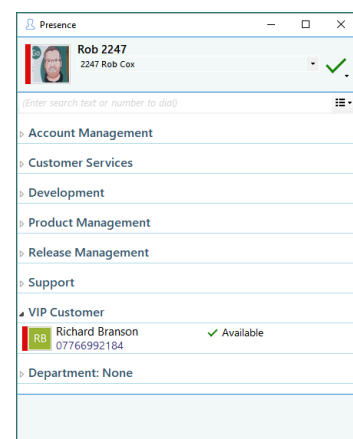 Presence
Rob 2247
2247 Rob Cox
(Enter search text or number to dial)
Account Management
Customer Services
Development
Product Management
Release Management
Support
VIP Customer
RB
Richard Branson
Available
07766992184
Department: None